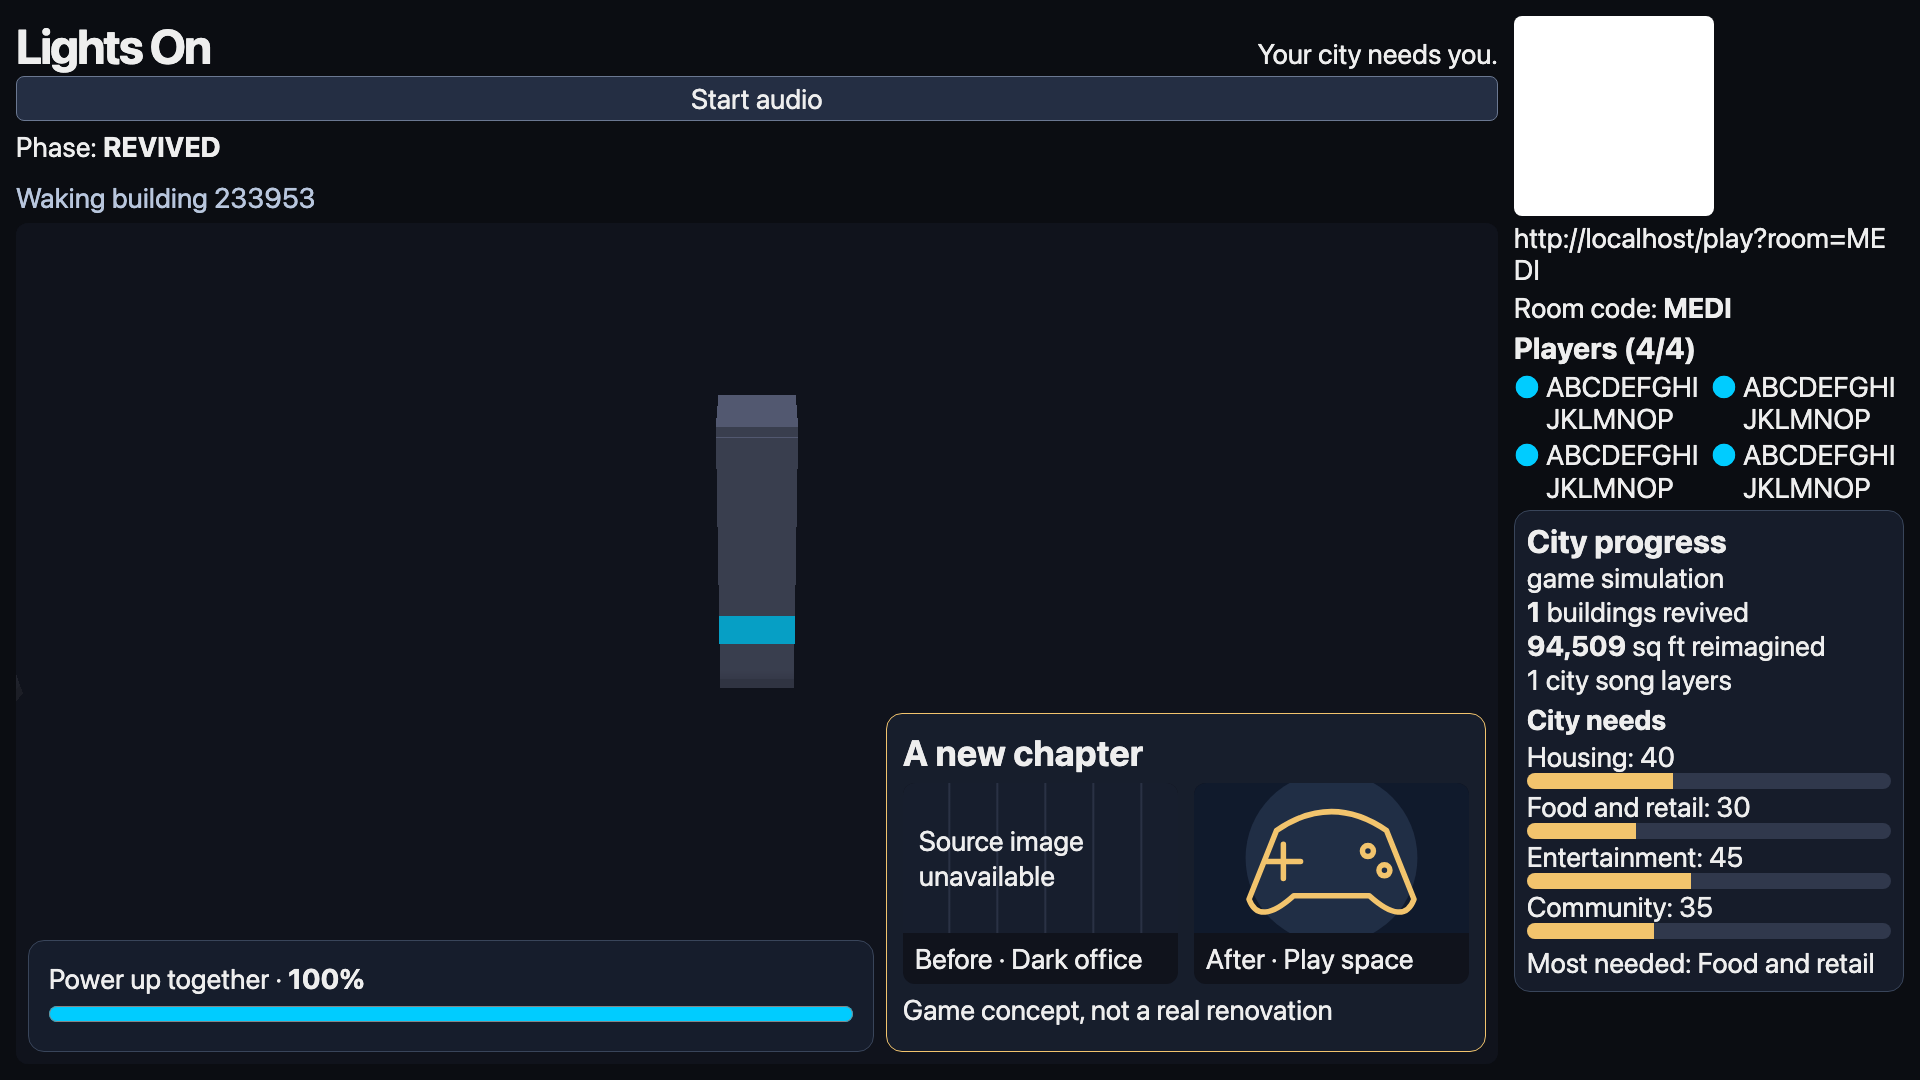 Lights On
Your city needs you.
Start audio
Phase: REVIVED
Waking building 233953
http://localhost/play?room=ME
DI
Room code: MEDI
Players (4/4)
ABCDEFGHI
JKLMNOP
ABCDEFGHI
JKLMNOP
ABCDEFGHI
JKLMNOP
ABCDEFGHI
JKLMNOP
City progress
game simulation
1 buildings revived
94,509 sq ft reimagined
1 city song layers
City needs
Housing: 40
Food and retail: 30
Entertainment: 45
Community: 35
Most needed: Food and retail
A new chapter
Source image
unavailable
Before · Dark office
After · Play space
Game concept, not a real renovation
Power up together · 100%